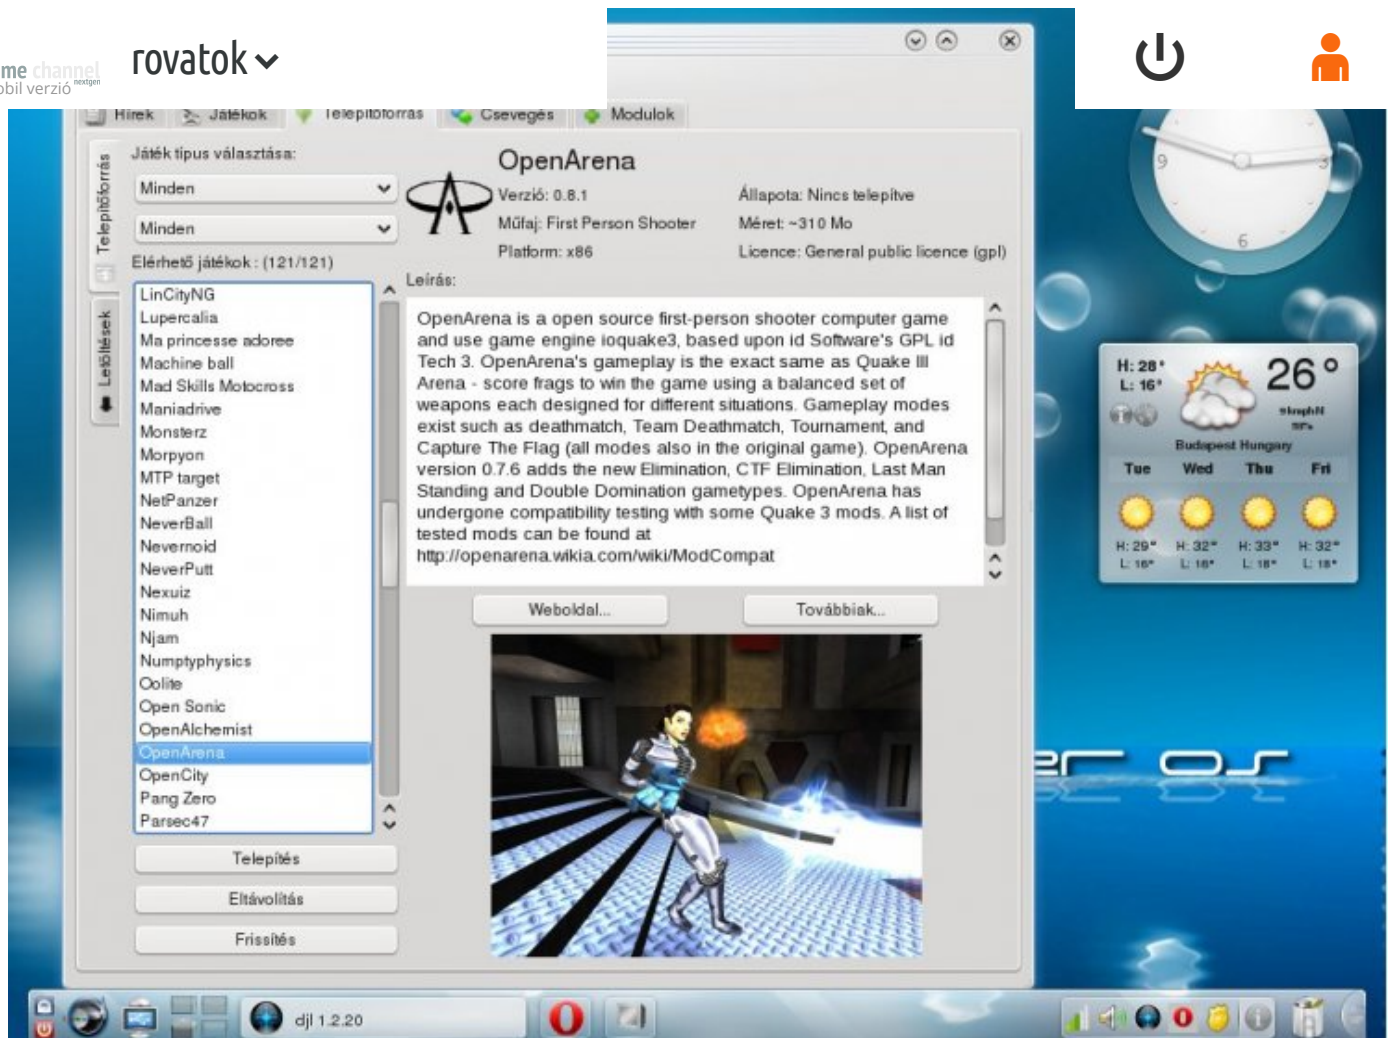 me channel
nextgen
obil verzió
rovatok
Hírek
Játékok
Telepítőforrás
Csevegés
Modulok
Telepítőforrás
Letöltések
Játék típus választása:
Minden
Minden
Elérhető játékok : (121/121)
LinCityNG
Lupercalia
Ma princesse adoree
Machine ball
Mad Skills Motocross
Maniadrive
Monsterz
Morpyon
MTP target
NetPanzer
NeverBall
Nevernoid
NeverPutt
Nexuiz
Nimuh
Njam
Numptyphysics
Oolite
Open Sonic
OpenAlchemist
OpenArena
OpenCity
Pang Zero
Parsec47
Telepítés
Eltávolítás
Frissítés
OpenArena
Verzió: 0.8.1
Műfaj: First Person Shooter
Platform: x86
Állapota: Nincs telepítve
Méret: ~310 Mo
Licence: General public licence (gpl)
Leírás:
OpenArena is a open source first-person shooter computer game
and use game engine ioquake3, based upon id Software's GPL id
Tech 3. OpenArena's gameplay is the exact same as Quake III
Arena - score frags to win the game using a balanced set of
weapons each designed for different situations. Gameplay modes
exist such as deathmatch, Team Deathmatch, Tournament, and
Capture The Flag (all modes also in the original game). OpenArena
version 0.7.6 adds the new Elimination, CTF Elimination, Last Man
Standing and Double Domination gametypes. OpenArena has
undergone compatibility testing with some Quake 3 mods. A list of
tested mods can be found at
http://openarena.wikia.com/wiki/ModCompat
Weboldal...
Továbbiak...
9
3
6
H: 28°
L: 16°
26°
Budapest Hungary
Tue Wed Thu Fri
H: 29° H: 32° H: 33° H: 32°
L: 16° L: 18° L: 18° L: 18°
er os
djl 1.2.20